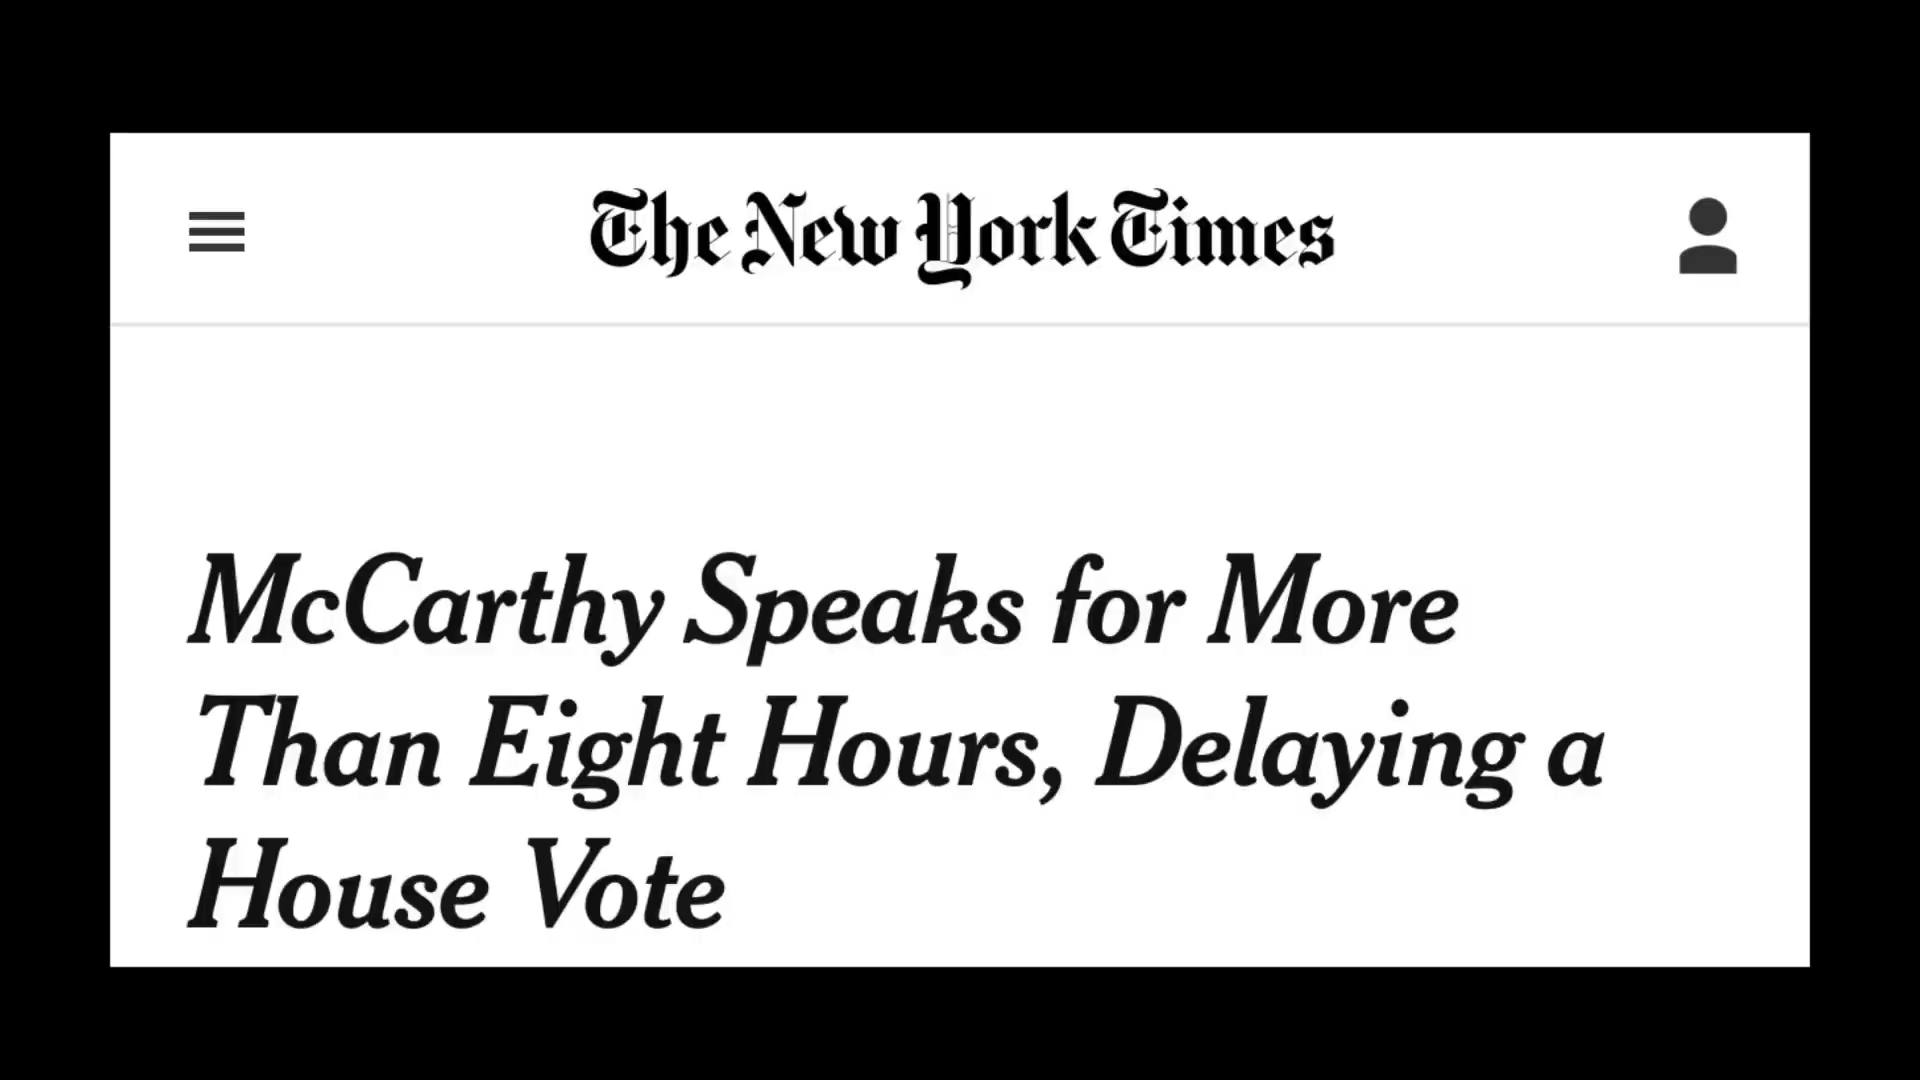 The New York Times
McCarthy Speaks for More
Than Eight Hours, Delaying a
House Vote